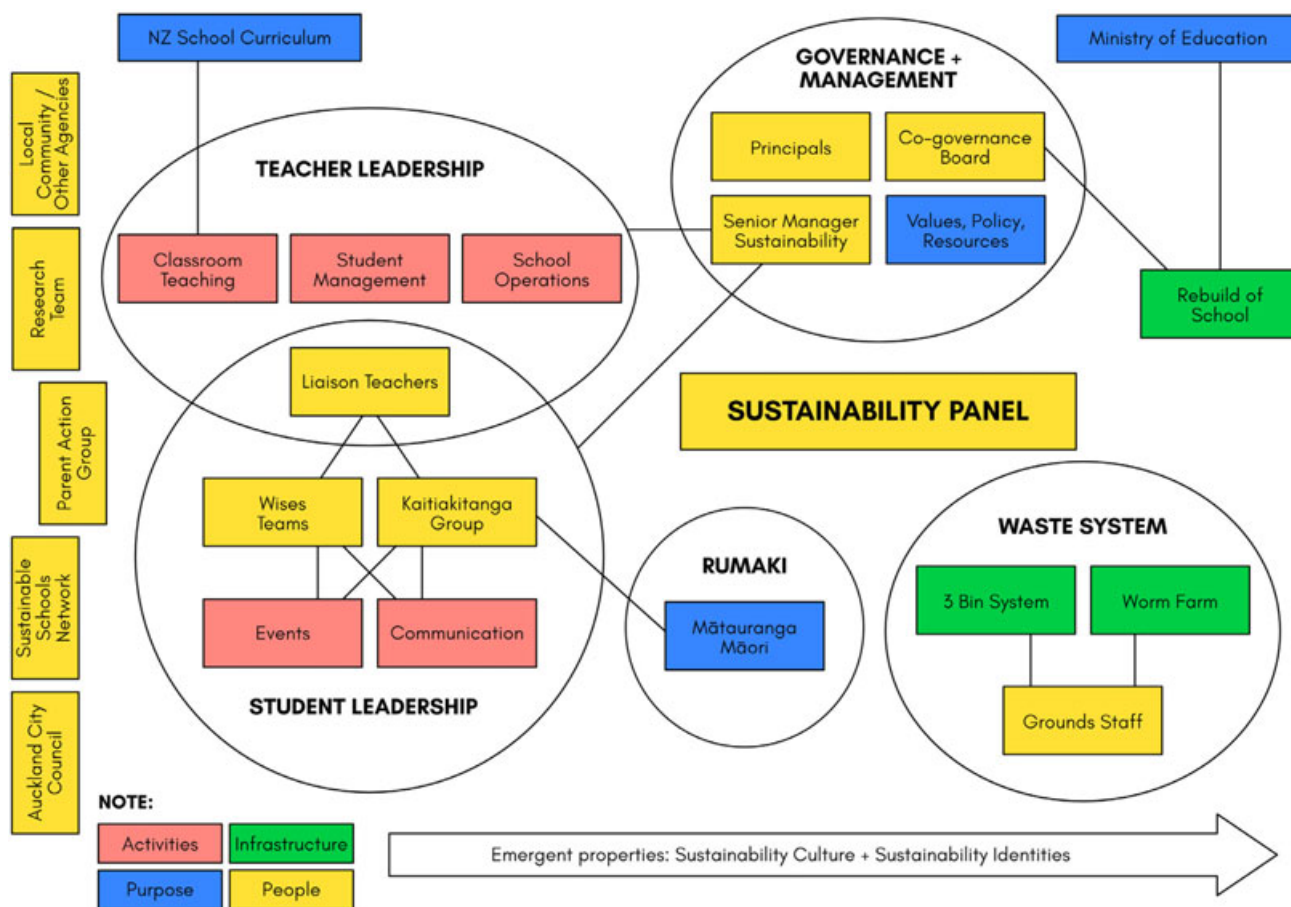 NZ School Curriculum
Ministry of Education
GOVERNANCE +
MANAGEMENT
Principals
Co-governance
Board
Senior Manager
Sustainability
Values, Policy,
Resources
Rebuild of
School
TEACHER LEADERSHIP
Classroom
Teaching
Student
Management
School
Operations
Liaison Teachers
Wises
Teams
Kaitiakitanga
Group
Events
Communication
STUDENT LEADERSHIP
SUSTAINABILITY PANEL
RUMAKI
Mātauranga
Māori
WASTE SYSTEM
3 Bin System
Worm Farm
Grounds Staff
Local
Community /
Other Agencies
Research
Team
Parent Action
Group
Sustainable
Schools
Network
Auckland City
Council
NOTE:
Activities
Infrastructure
Purpose
People
Emergent properties: Sustainability Culture + Sustainability Identities